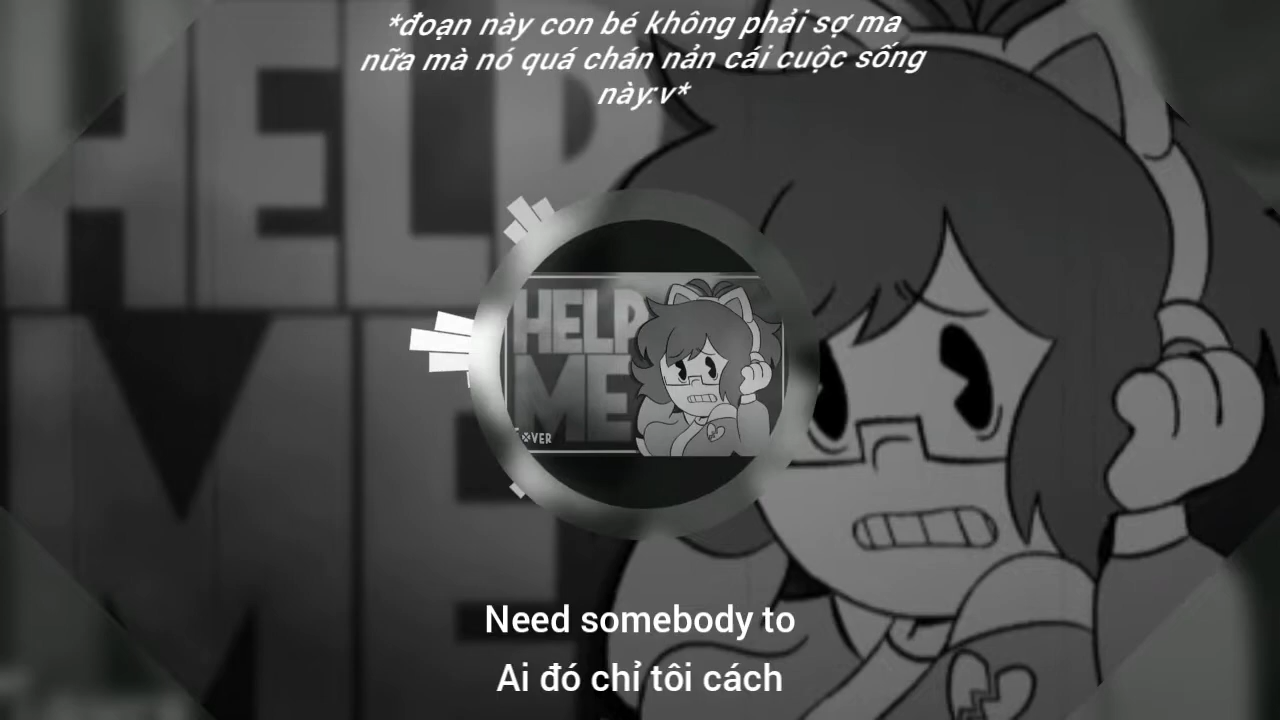 *đoạn này con bé không phải sợ ma
nữa mà nó quá chán nản cái cuộc sống
này:v*
HELP
ME
HELP
ME
COVER
Need somebody to
Ai đó chỉ tôi cách